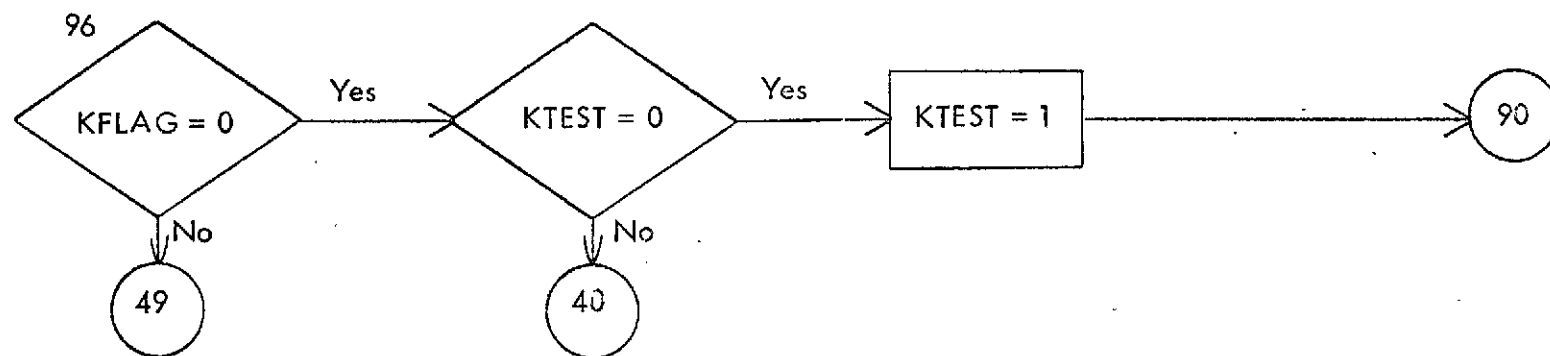 96
KFLAG = 0
Yes
KTEST = 0
Yes
KTEST = 1
90
No
No
49
40